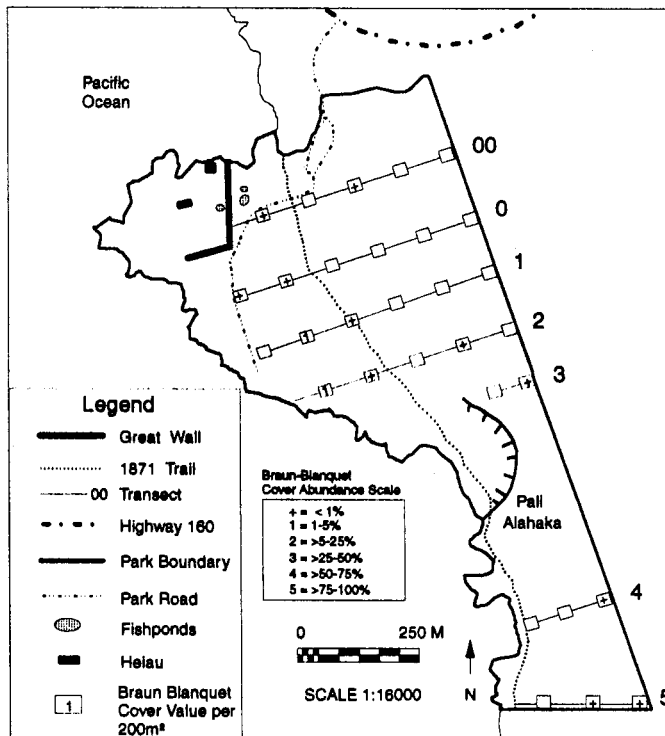 Pacific
Ocean
00
0
1
2
3
+
+
+
+
1
+
1
+
+
+
Legend
Great Wall
1871 Trail
00 Transect
Highway 160
Park Boundary
Park Road
Fishponds
Heiau
1 Braun Blanquet
Cover Value per
200m²
Braun-Blanquet
Cover Abundance Scale
+ = < 1%
1 = 1-5%
2 = >5-25%
3 = >25-50%
4 = >50-75%
5 = >75-100%
0 250 M
SCALE 1:16000
N
Pali
Alahaka
+
4
+
+
5